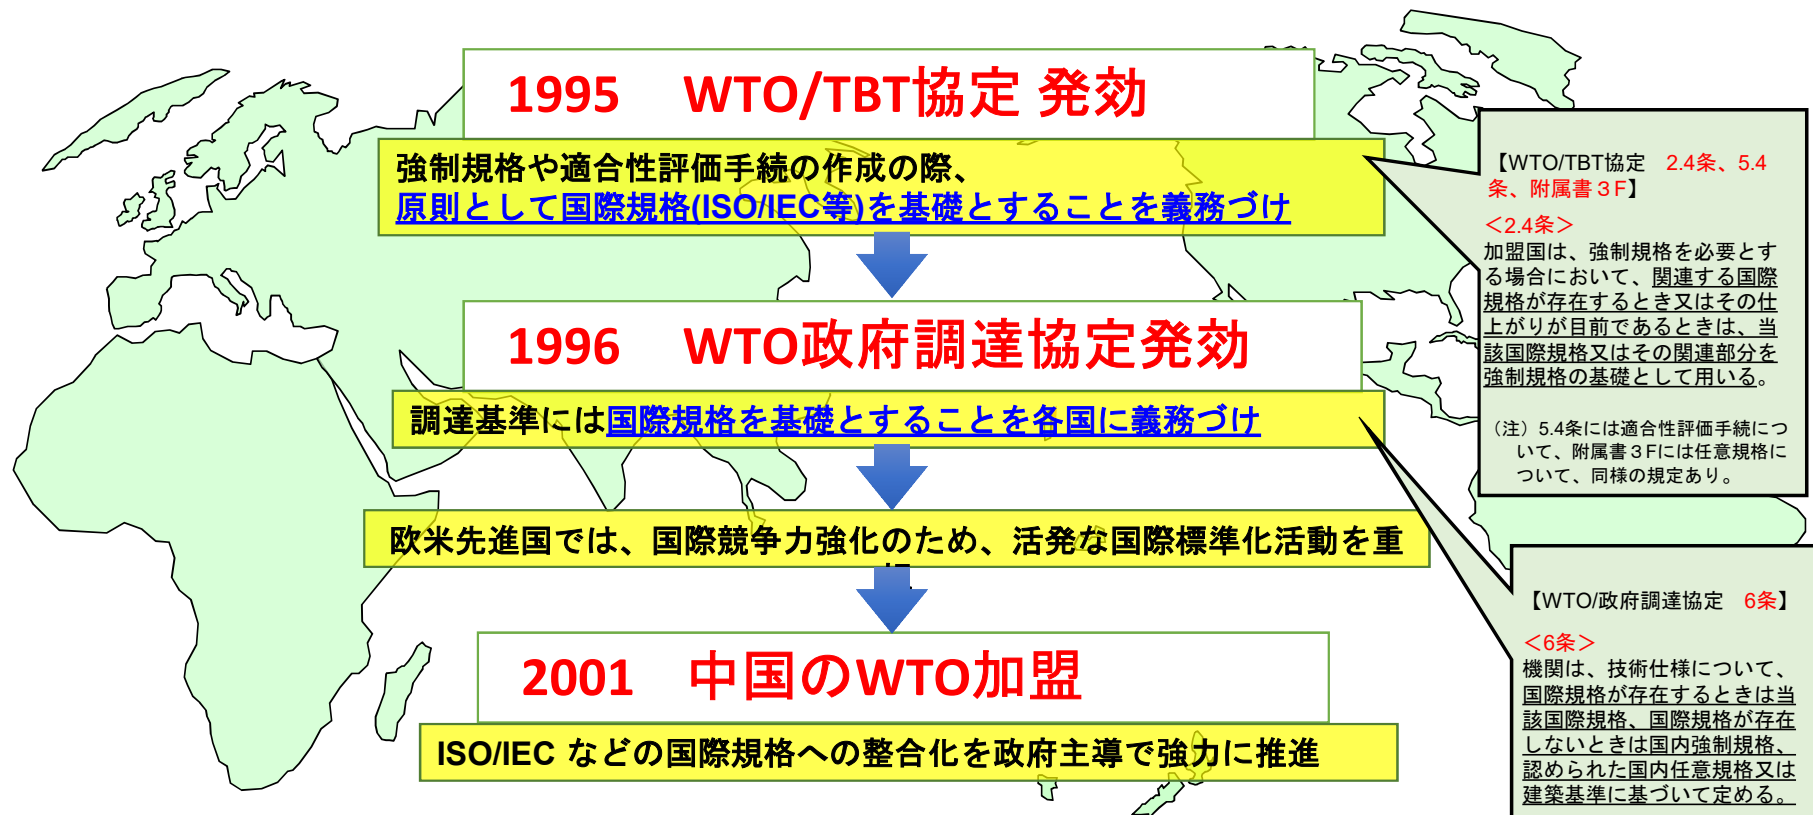 1995　WTO/TBT協定 発効
強制規格や適合性評価手続の作成の際、
原則として国際規格(ISO/IEC等)を基礎とすることを義務づけ
1996　WTO政府調達協定発効
調達基準には国際規格を基礎とすることを各国に義務づけ
欧米先進国では、国際競争力強化のため、活発な国際標準化活動を重
2001　中国のWTO加盟
ISO/IEC などの国際規格への整合化を政府主導で強力に推進
【WTO/TBT協定　2.4条、5.4
条、附属書３F】
＜2.4条＞
加盟国は、強制規格を必要とす
る場合において、関連する国際
規格が存在するとき又はその仕
上がりが目前であるときは、当
該国際規格又はその関連部分を
強制規格の基礎として用いる。
（注）5.4条には適合性評価手続につ
いて、附属書３Fには任意規格に
ついて、同様の規定あり。
【WTO/政府調達協定　6条】
＜6条＞
機関は、技術仕様について、
国際規格が存在するときは当
該国際規格、国際規格が存在
しないときは国内強制規格、
認められた国内任意規格又は
建築基準に基づいて定める。